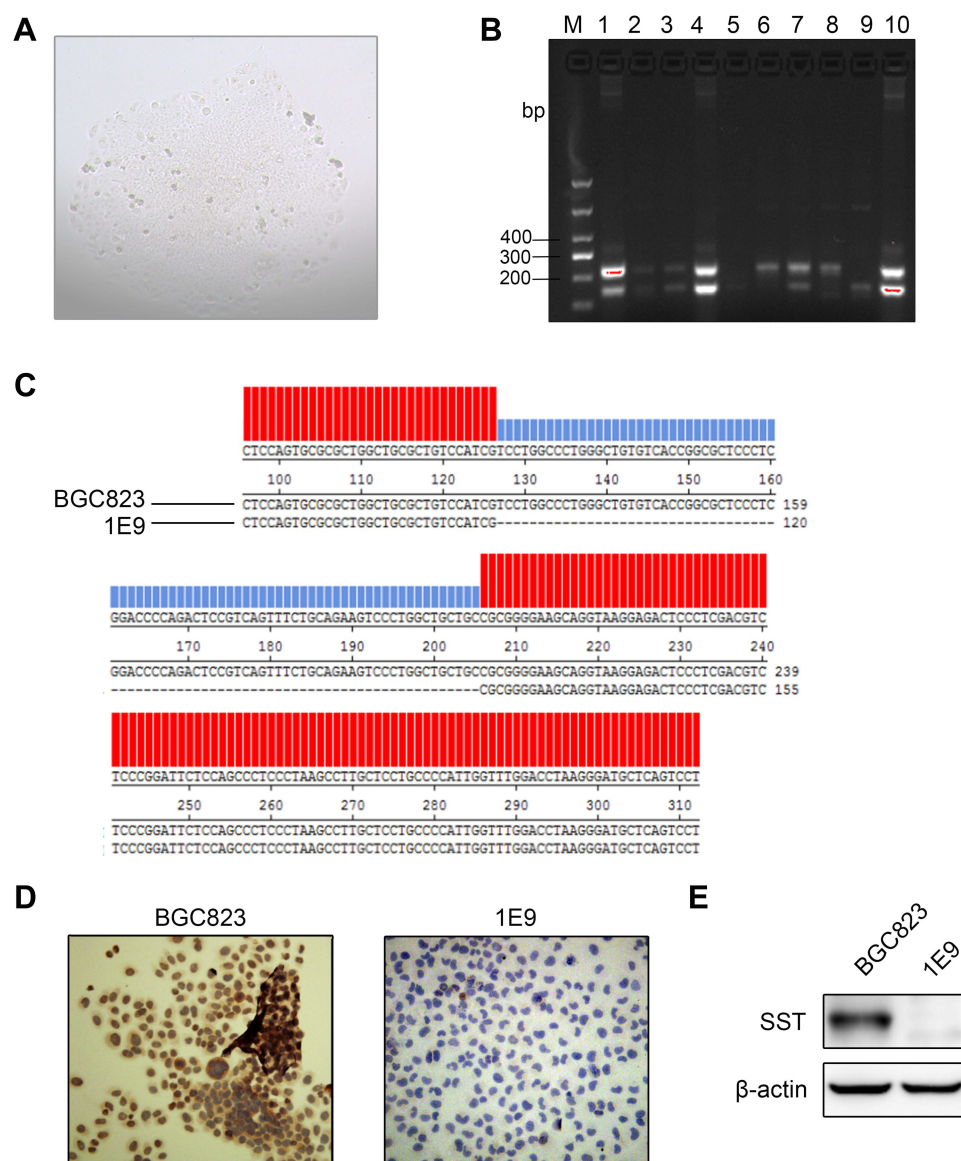 A
B
M 1 2 3 4 5 6 7 8 9 10
bp
400
300
200
C
CTCCAGTGCGCGCTGGCTGCGCTGTCCATCGTCCTGGCCCTGGGCTGTGTCACCGGCGCTCCCTC
100 110 120 130 140 150 160
BGC823 CTCCAGTGCGCGCTGGCTGCGCTGTCCATCGTCCTGGCCCTGGGCTGTGTCACCGGCGCTCCCTC 159
1E9 CTCCAGTGCGCGCTGGCTGCGCTGTCCATCG---------------------------------- 120
GGACCCCAGACTCCGTCAGTTTCTGCAGAAGTCCCTGGCTGCTGCCGCGGGGAAGCAGGTAAGGAGACTCCCTCGACGTC
170 180 190 200 210 220 230 240
GGACCCCAGACTCCGTCAGTTTCTGCAGAAGTCCCTGGCTGCTGCCGCGGGGAAGCAGGTAAGGAGACTCCCTCGACGTC 239
---------------------------------------------CGCGGGGAAGCAGGTAAGGAGACTCCCTCGACGTC 155
TCCCGGATTCTCCAGCCCTCCCTAAGCCTTGCTCCTGCCCCATTGGTTTGGACCTAAGGGATGCTCAGTCCT
250 260 270 280 290 300 310
TCCCGGATTCTCCAGCCCTCCCTAAGCCTTGCTCCTGCCCCATTGGTTTGGACCTAAGGGATGCTCAGTCCT
TCCCGGATTCTCCAGCCCTCCCTAAGCCTTGCTCCTGCCCCATTGGTTTGGACCTAAGGGATGCTCAGTCCT
D
BGC823 1E9
E
BGC823 1E9
SST
β-actin